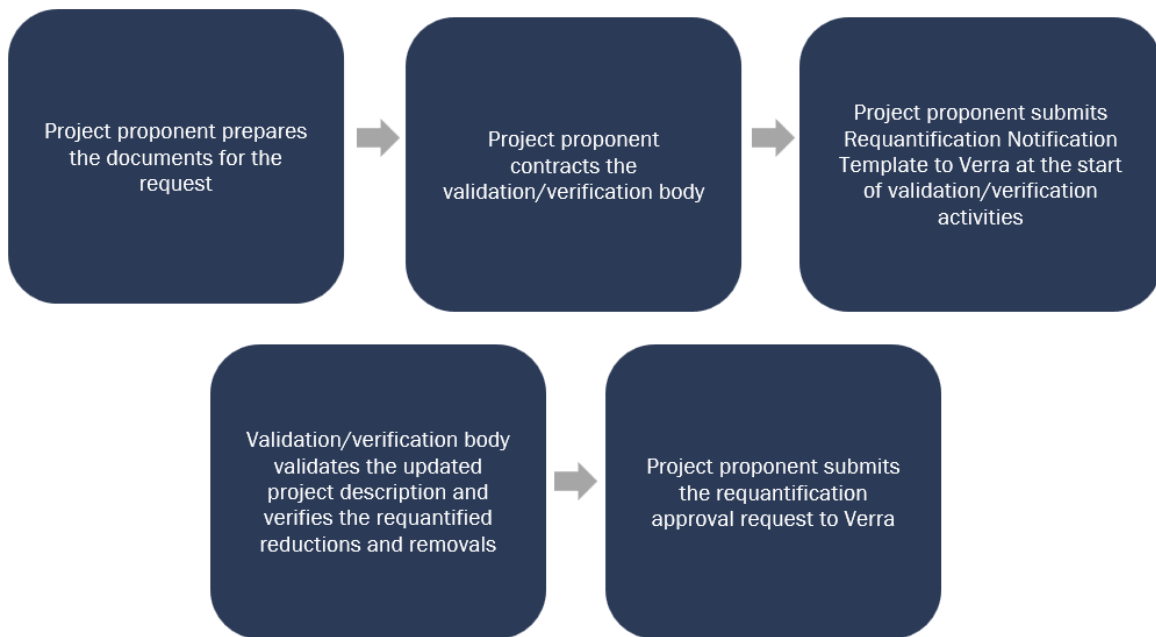 Project proponent prepares
the documents for the
request
Project proponent
contracts the
validation/verification body
Project proponent submits
Requantification Notification
Template to Verra at the start
of validation/verification
activities
Validation/verification body
validates the updated
project description and
verifies the requantified
reductions and removals
Project proponent submits
the requantification
approval request to Verra